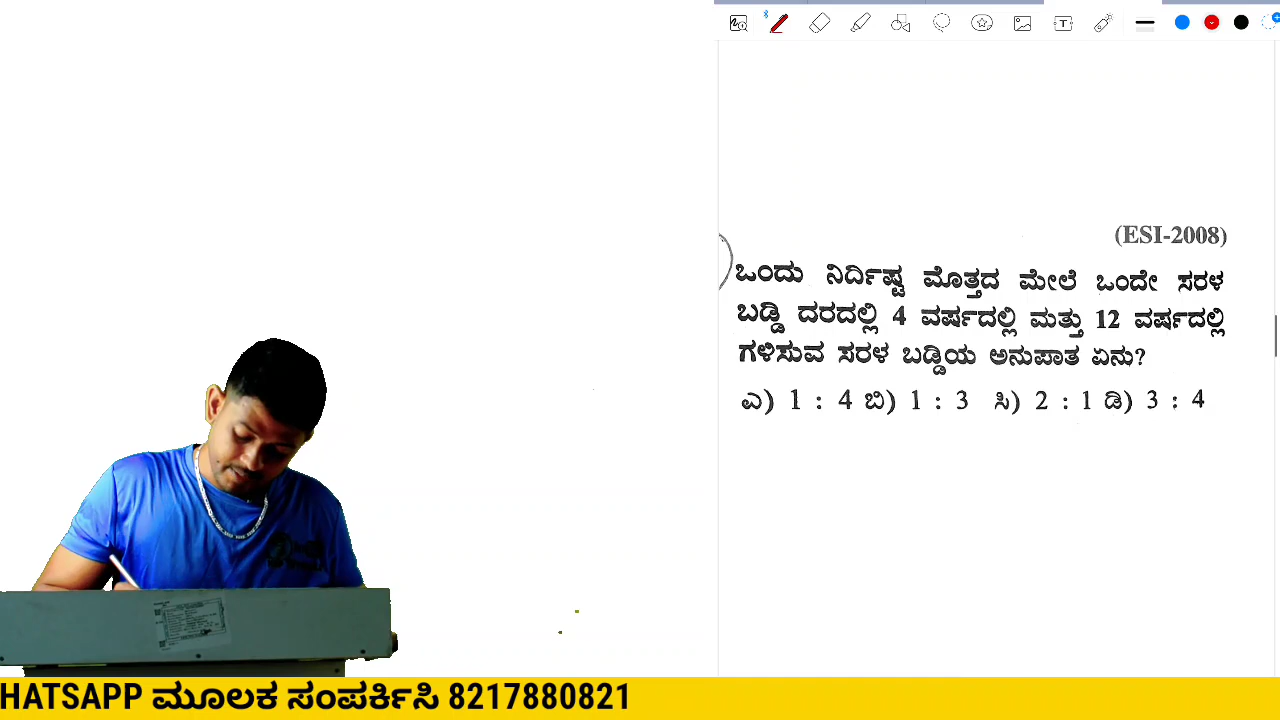 (ESI-2008)
ಒಂದು ನಿರ್ದಿಷ್ಟ ಮೊತ್ತದ ಮೇಲೆ ಒಂದೇ ಸರಳ
ಬಡ್ಡಿ ದರದಲ್ಲಿ 4 ವರ್ಷದಲ್ಲಿ ಮತ್ತು 12 ವರ್ಷದಲ್ಲಿ
ಗಳಿಸುವ ಸರಳ ಬಡ್ಡಿಯ ಅನುಪಾತ ಏನು?
ಎ) 1 : 4 ಬಿ) 1 : 3 ಸಿ) 2 : 1 ಡಿ) 3 : 4
HATSAPP ಮೂಲಕ ಸಂಪರ್ಕಿಸಿ 8217880821